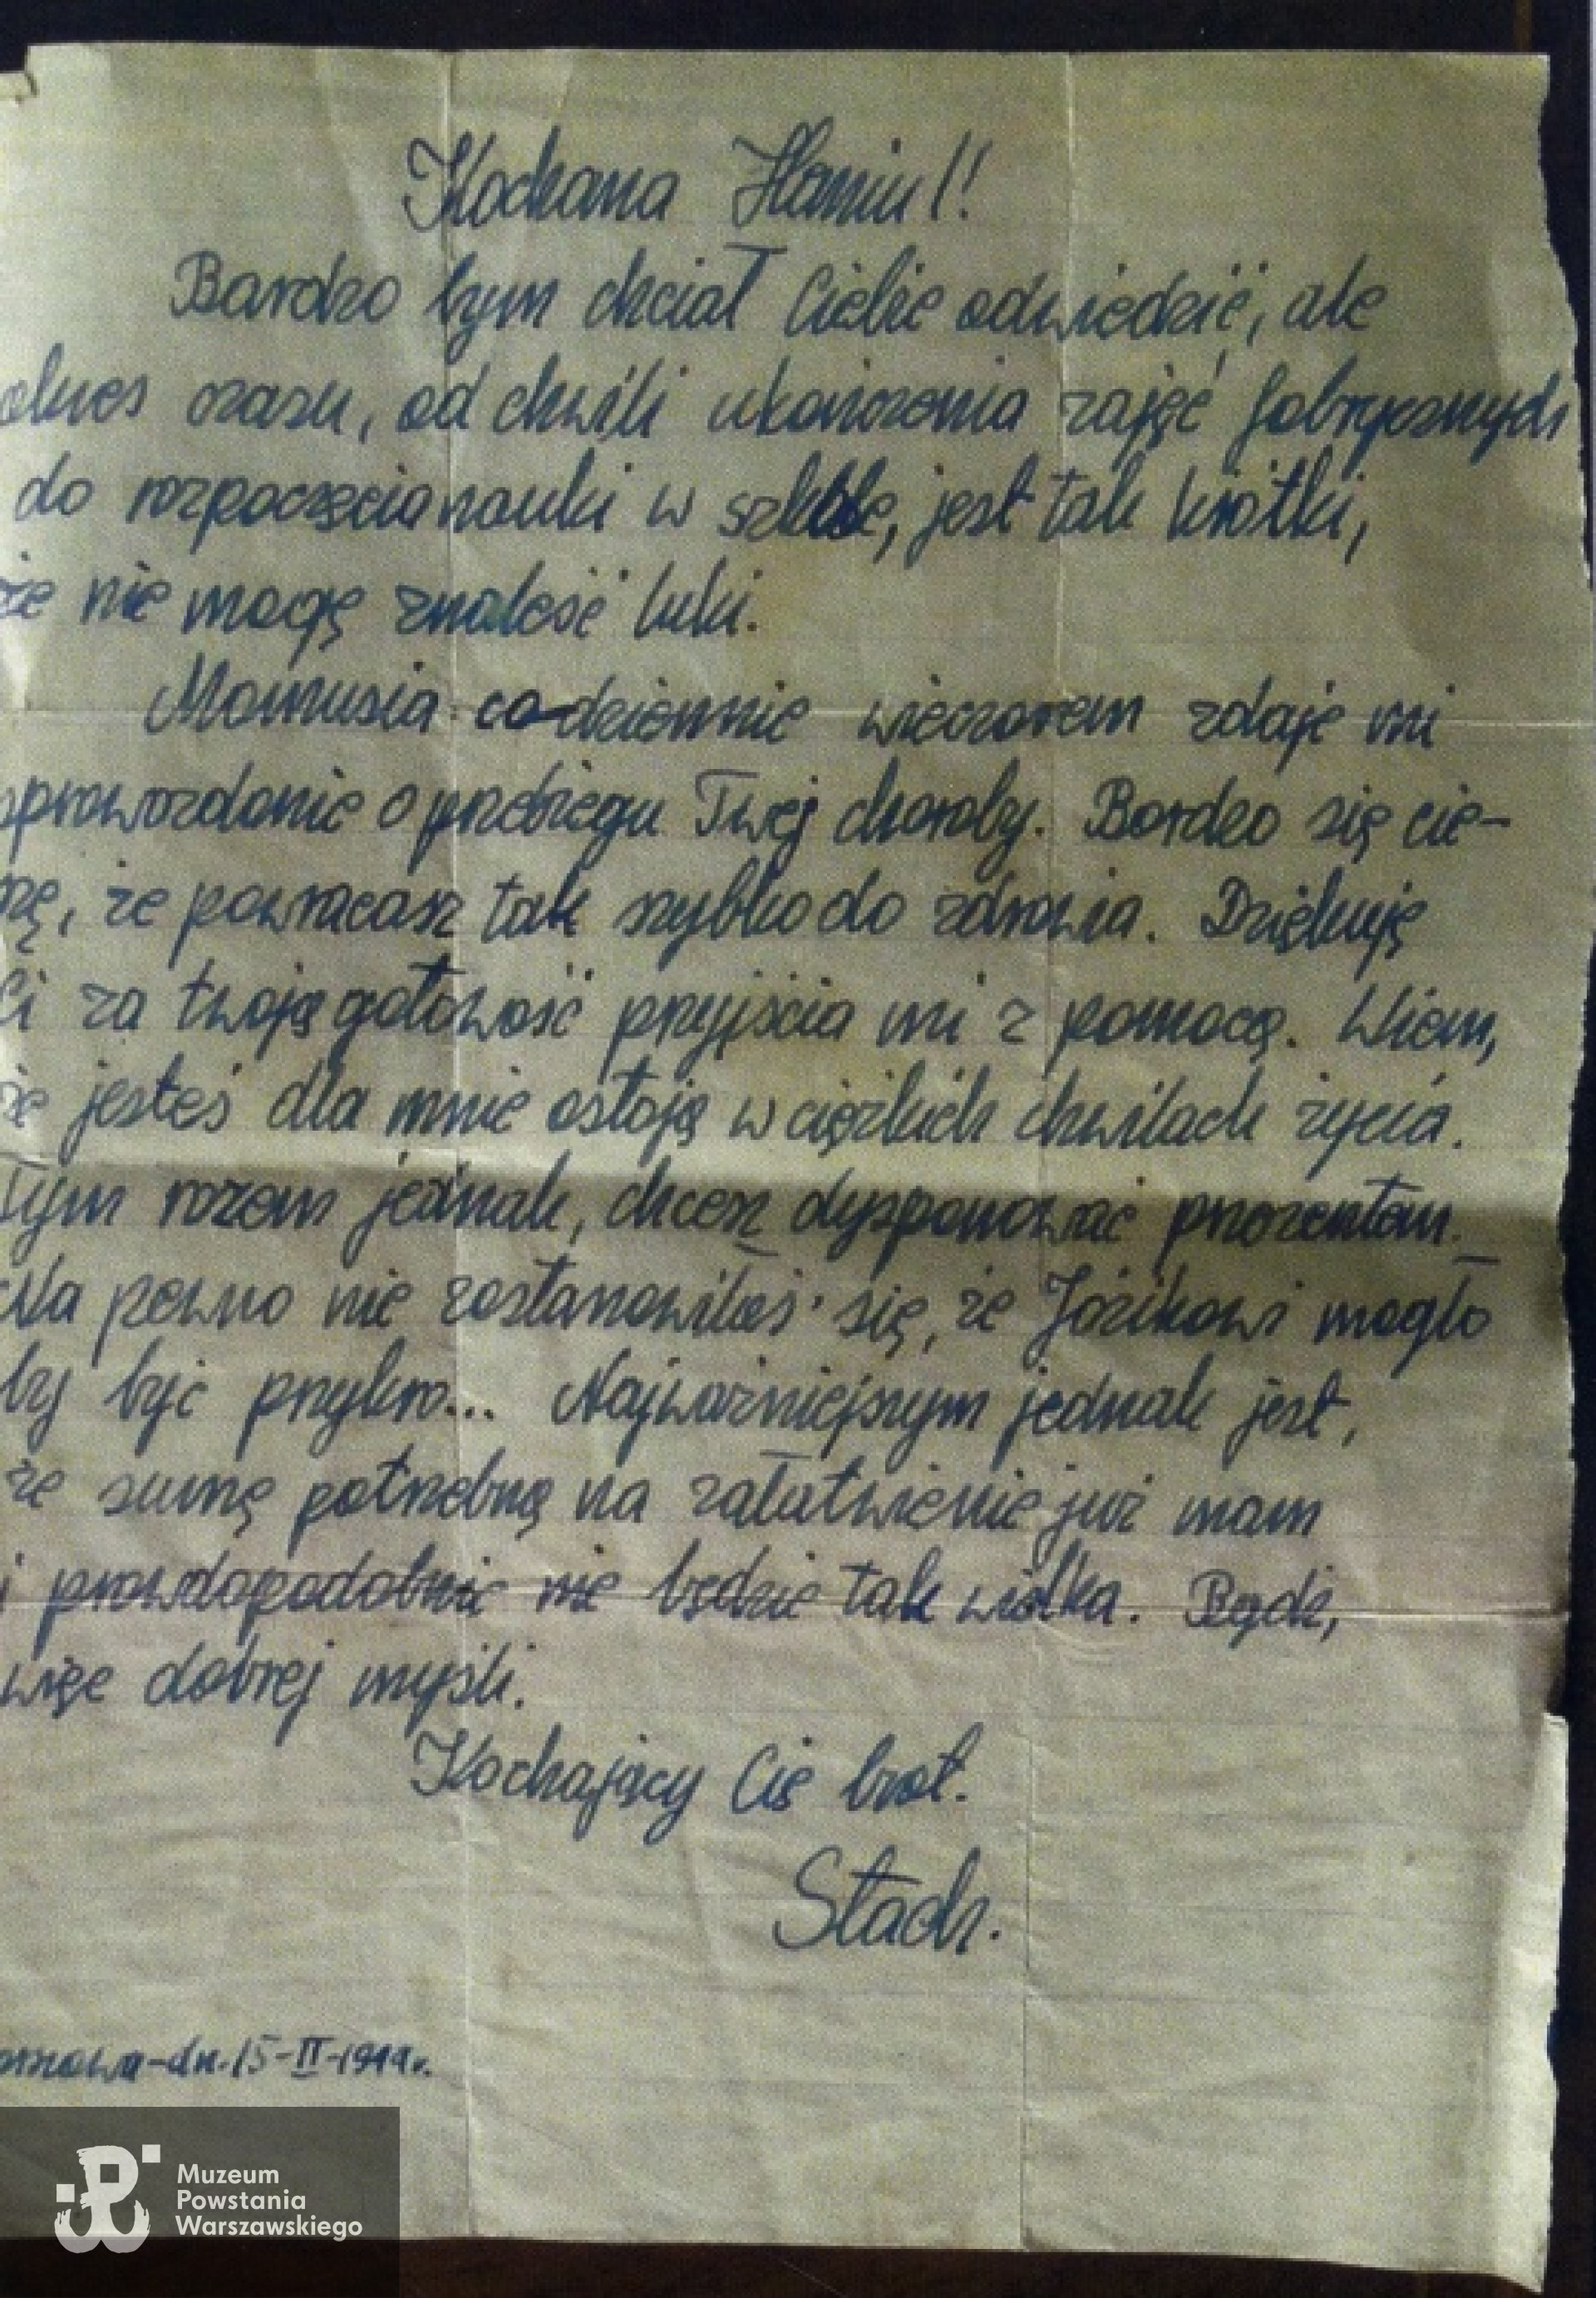 Kochana Haniu!!
Bardzo bym chciał Ciebie odwiedzić, ale
okres czasu, od chwili ukończenia zajęć fabrycznych
do rozpoczęcia nauki w szkole, jest tak krótki,
że nie mogę znaleść luki.
Mamusia codziennie wieczorem zdaje mi
sprawozdanie o przebiegu Twej choroby. Bardzo się cie-
szę, że powracasz tak szybko do zdrowia. Dziękuję
Ci za twoją gotowość przyjścia mi z pomocą. Wiem,
że jesteś dla mnie ostoją w ciężkich chwilach życia.
Tym razem jednak, chcesz dysponować prezentem.
Na pewno nie zastanowiłaś się, że Józikowi mogło
by być przykro... Najważniejszym jednak jest,
że sumę potrzebną na załatwienie już mam
i prawdopodobnie nie będzie tak wielka. Bądź,
więc dobrej myśli.
Kochający Cię brat.
Stach.
dn. 15-II-1944r.
Muzeum
Powstania
Warszawskiego